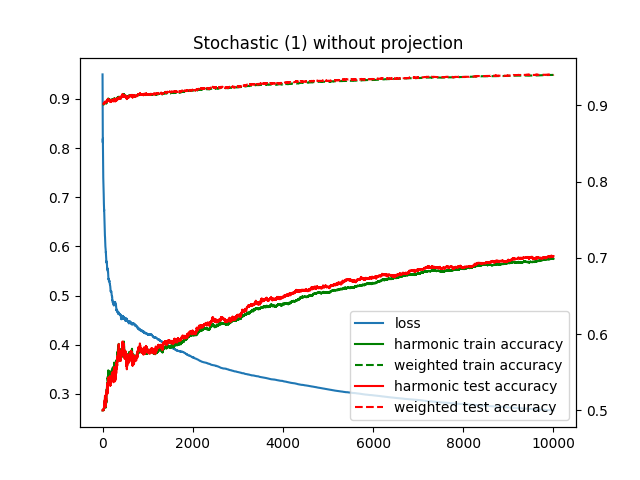 Stochastic (1) without projection
0.9
0.8
0.7
0.6
0.5
0.4
0.3
0.9
0.8
0.7
0.6
0.5
loss
harmonic train accuracy
weighted train accuracy
harmonic test accuracy
weighted test accuracy
0 2000 4000 6000 8000 10000